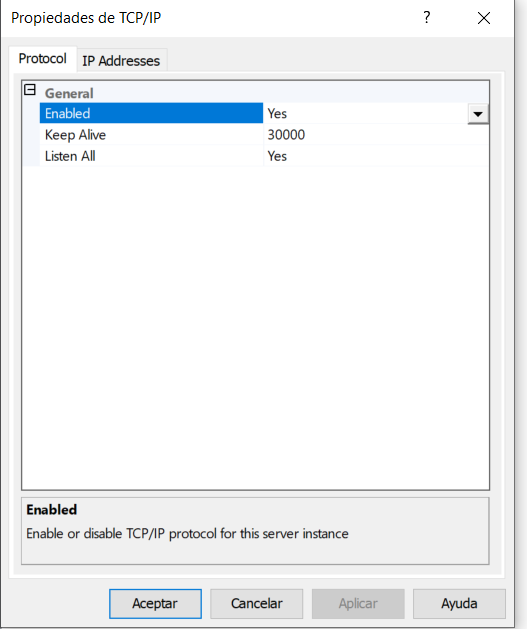 Propiedades de TCP/IP
?
Protocol IP Addresses
General
Enabled Yes
Keep Alive 30000
Listen All Yes
Enabled
Enable or disable TCP/IP protocol for this server instance
Aceptar Cancelar Aplicar Ayuda